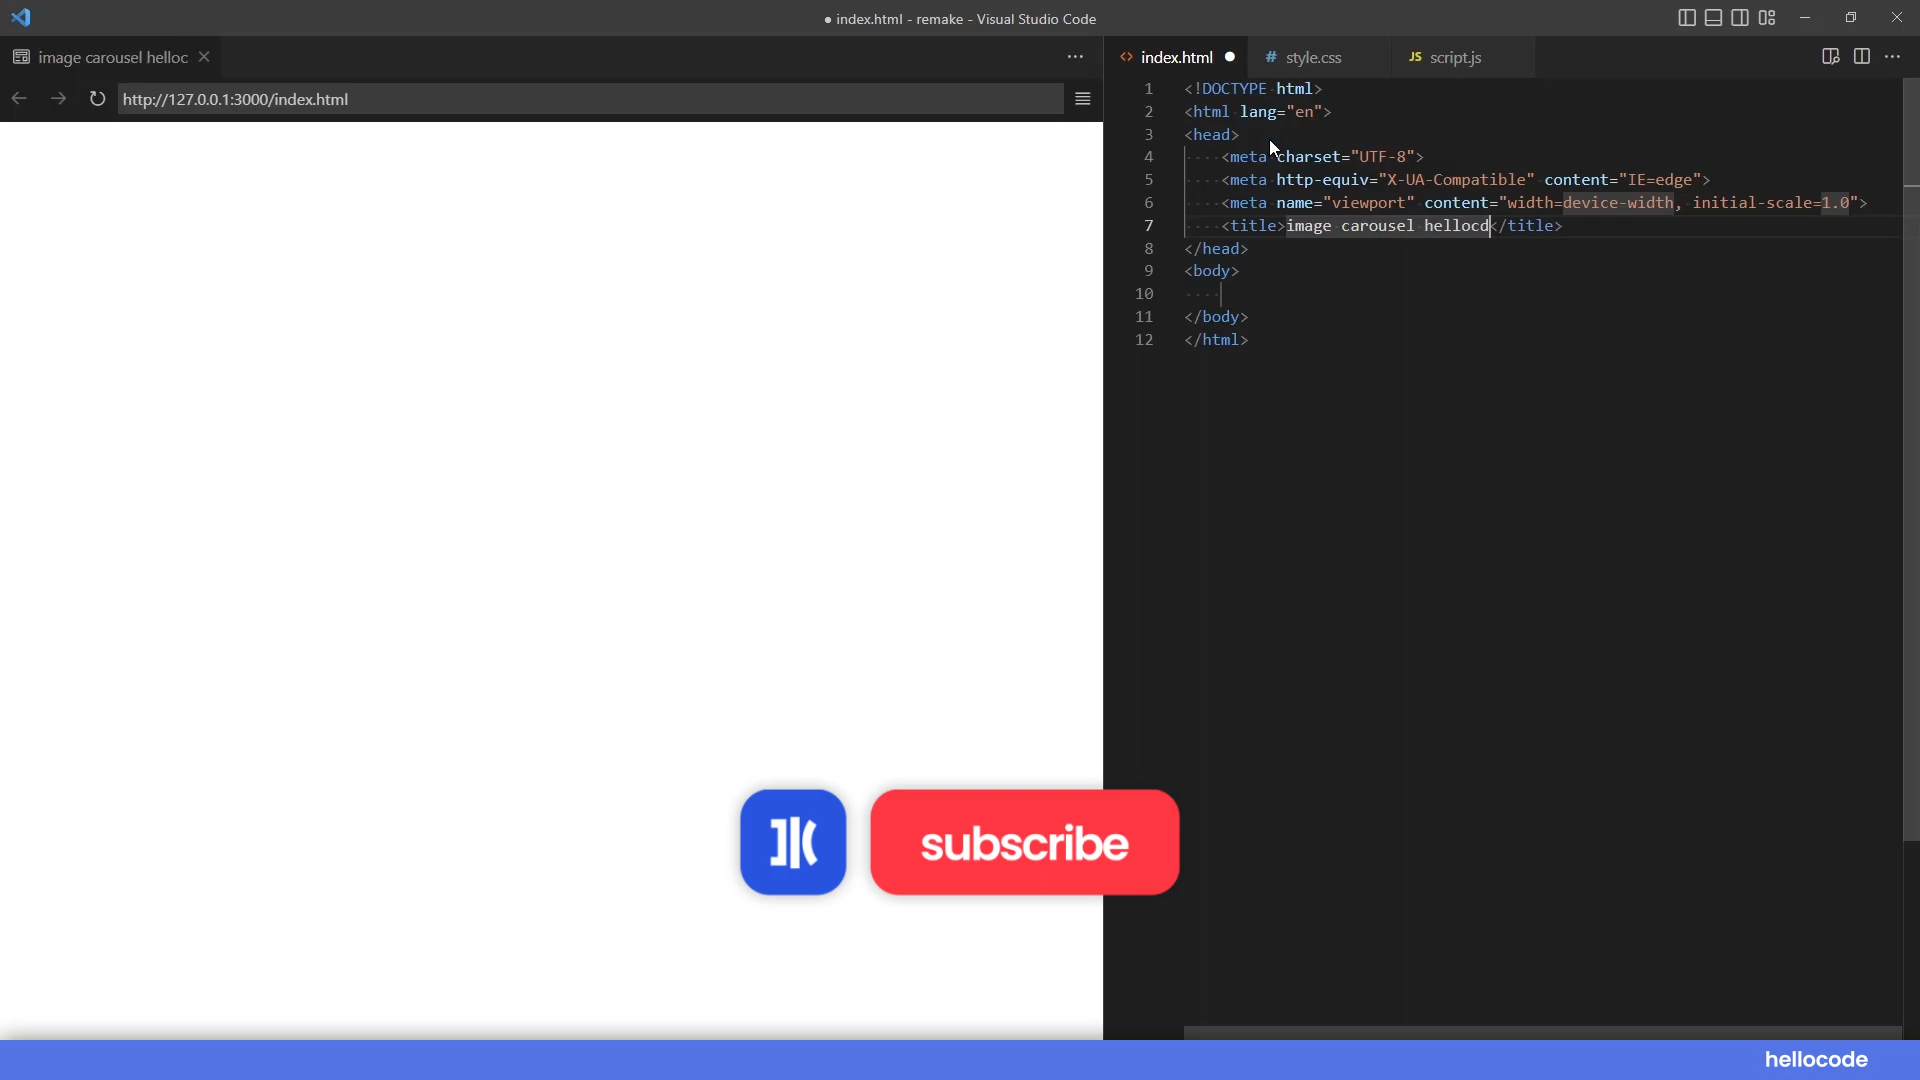 ● index.html - remake - Visual Studio Code
image carousel helloc
index.html
# style.css
JS script.js
http://127.0.0.1:3000/index.html
1 <!DOCTYPE html>
2 <html lang="en">
3 <head>
4 <meta charset="UTF-8">
5 <meta http-equiv="X-UA-Compatible" content="IE=edge">
6 <meta name="viewport" content="width=device-width, initial-scale=1.0">
7 <title>image carousel hellocd</title>
8 </head>
9 <body>
10
11 </body>
12 </html>
subscribe
hellocode